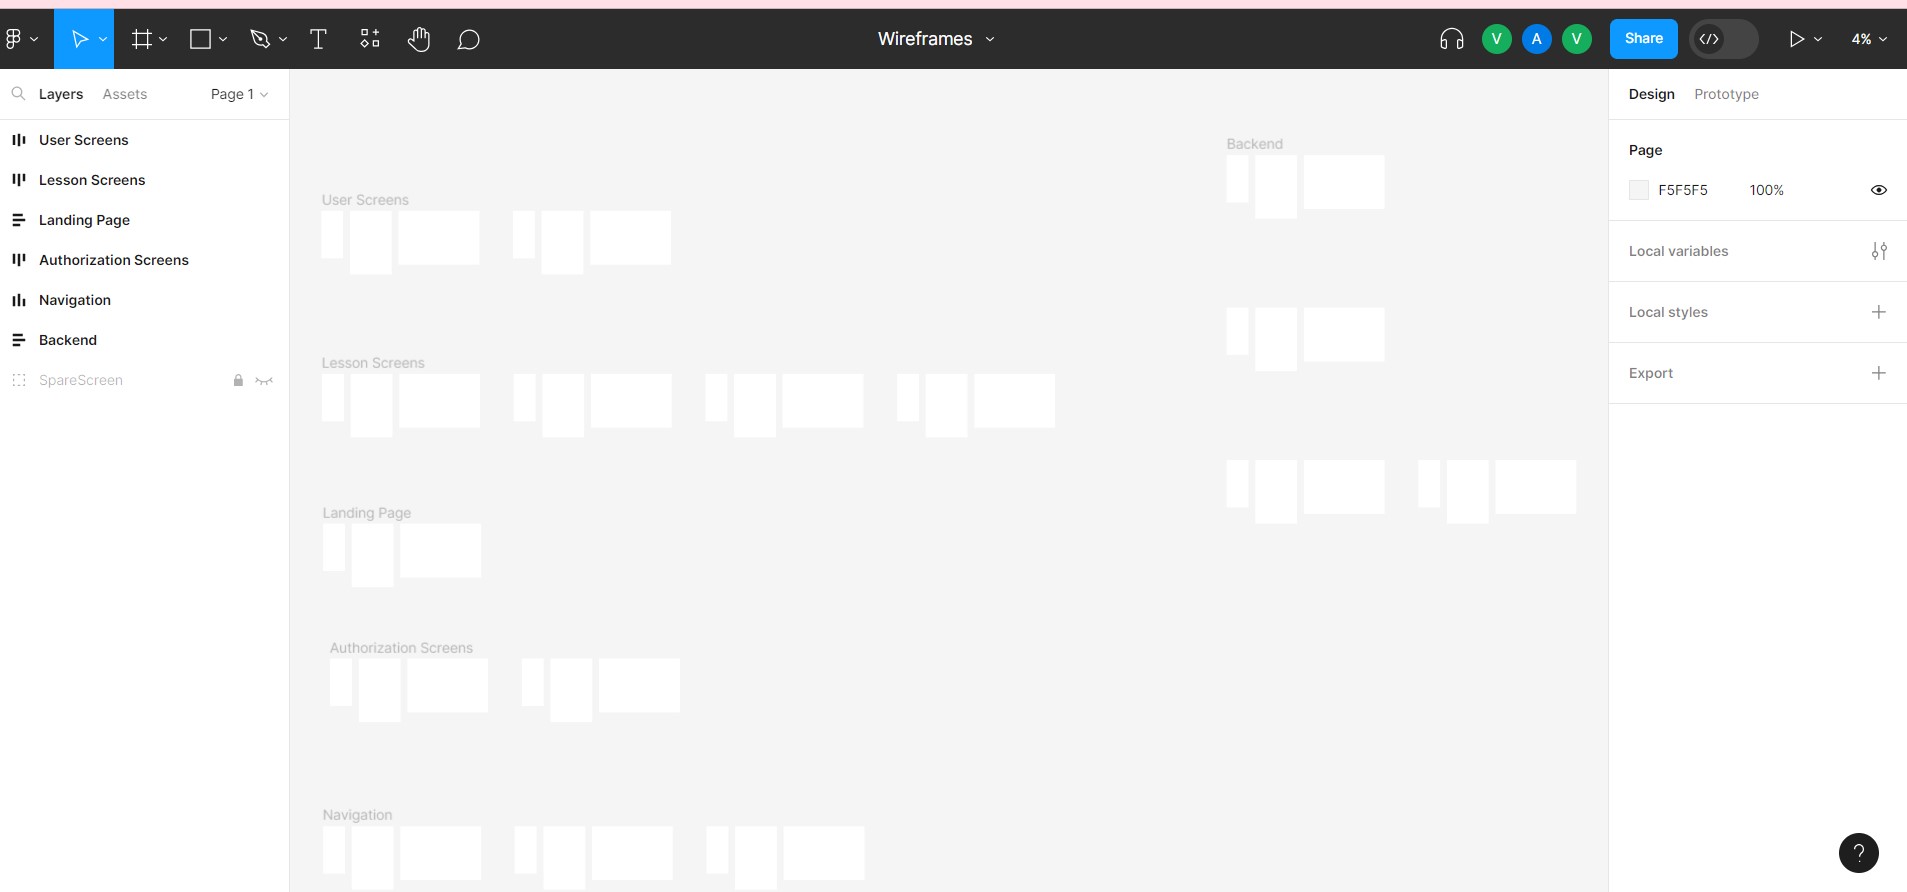 Wireframes
V
A
V
Share
4%
Layers
Assets
Page 1
User Screens
Lesson Screens
Landing Page
Authorization Screens
Navigation
Backend
SpareScreen
User Screens
Lesson Screens
Landing Page
Authorization Screens
Navigation
Backend
Design
Prototype
Page
F5F5F5
100%
Local variables
Local styles
Export
?